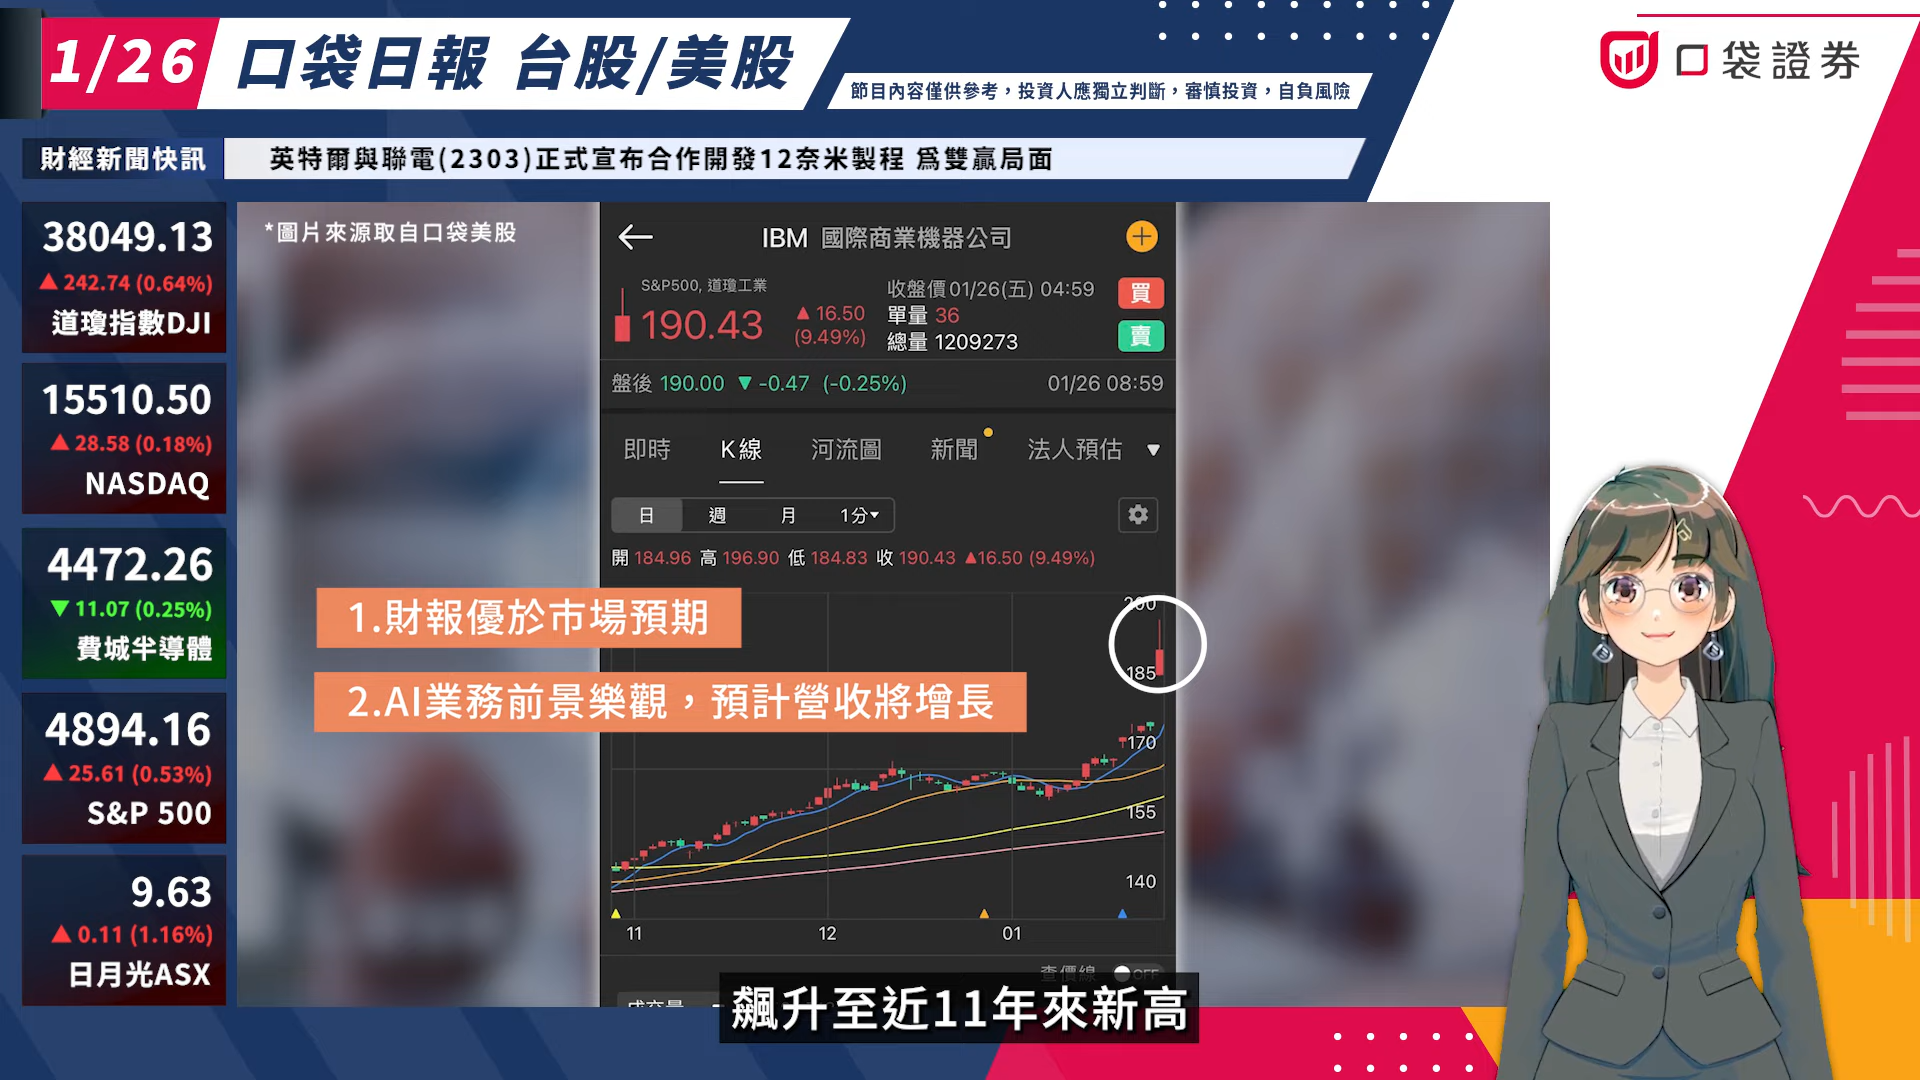 1/26
口袋日報 台股/美股
節目內容僅供參考，投資人應獨立判斷，審慎投資，自負風險
口袋證券
財經新聞快訊
英特爾與聯電(2303)正式宣布合作開發12奈米製程 為雙贏局面
38049.13
▲ 242.74 (0.64%)
道瓊指數DJI
15510.50
▲ 28.58 (0.18%)
NASDAQ
4472.26
▼ 11.07 (0.25%)
費城半導體
4894.16
▲ 25.61 (0.53%)
S&P 500
9.63
▲ 0.11 (1.16%)
日月光ASX
*圖片來源取自口袋美股
IBM 國際商業機器公司
S&P500, 道瓊工業
190.43
▲ 16.50
(9.49%)
收盤價01/26(五) 04:59
單量 36
總量 1209273
買
賣
盤後 190.00 ▼ -0.47 (-0.25%)
01/26 08:59
即時 K線 河流圖 新聞 法人預估 ▼
日 週 月 1分▾
開 184.96 高 196.90 低 184.83 收 190.43 ▲16.50 (9.49%)
1.財報優於市場預期
2.AI業務前景樂觀，預計營收將增長
200
185
170
155
140
11 12 01
查價線 OFF
成交量
飆升至近11年來新高